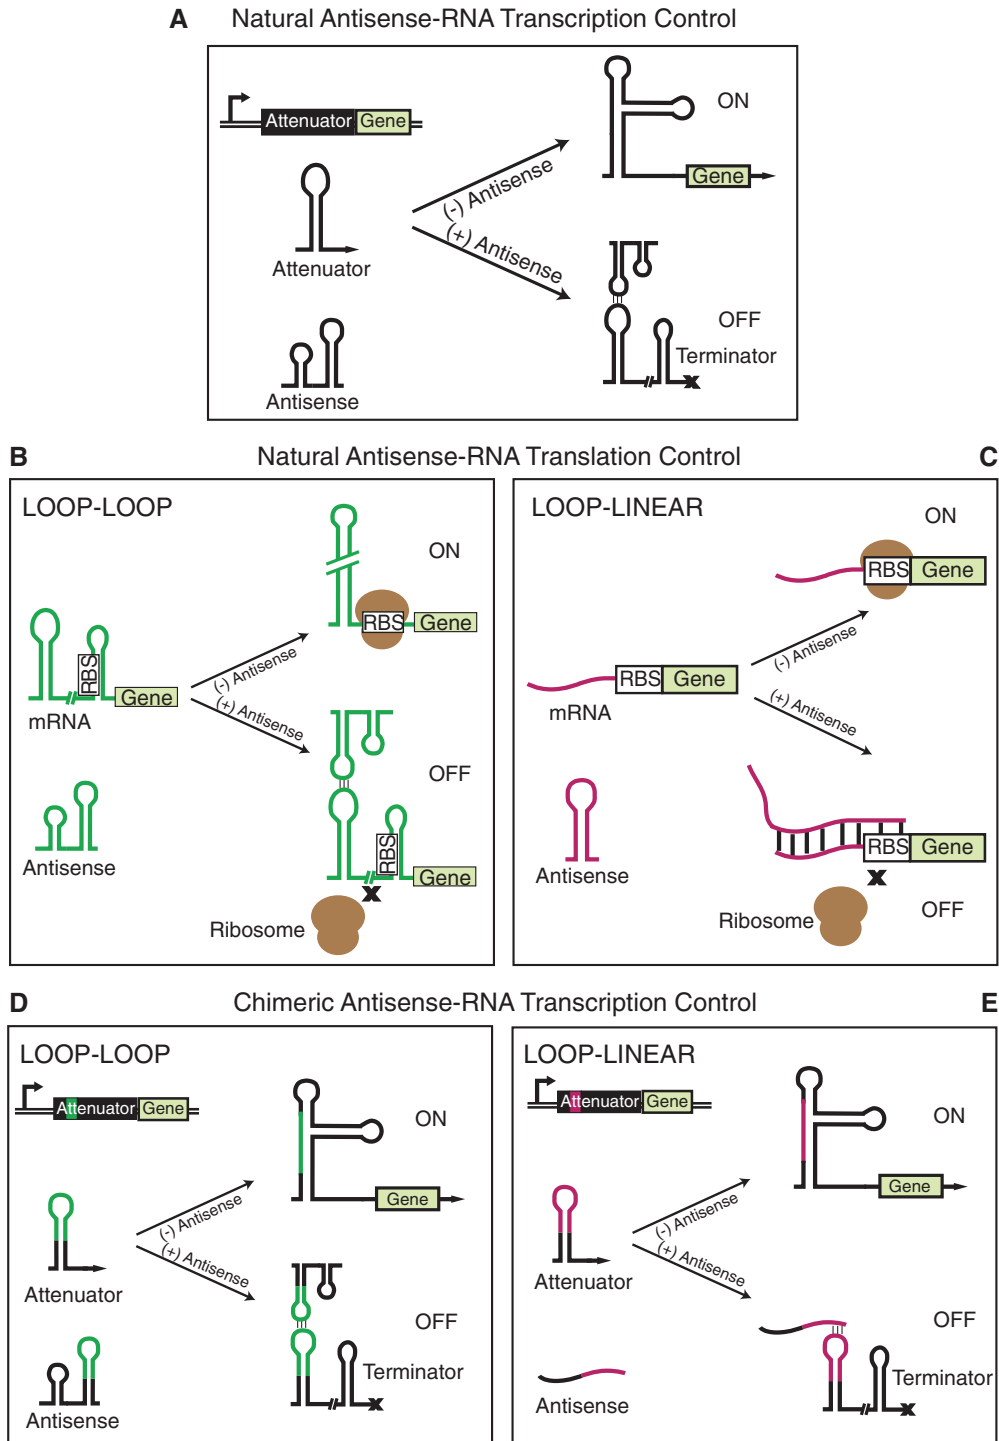 A Natural Antisense-RNA Transcription Control
Attenuator Gene
Attenuator
Antisense
(-) Antisense
(+) Antisense
ON
Gene
OFF
Terminator
B Natural Antisense-RNA Translation Control C
LOOP-LOOP
RBS
Gene
mRNA
Antisense
(-) Antisense
(+) Antisense
ON
RBS Gene
OFF
RBS
Gene
Ribosome
LOOP-LINEAR
ON
RBS Gene
RBS Gene
mRNA
(-) Antisense
(+) Antisense
Antisense
RBS Gene
Ribosome
OFF
D Chimeric Antisense-RNA Transcription Control E
LOOP-LOOP
Attenuator Gene
Attenuator
Antisense
(-) Antisense
(+) Antisense
ON
Gene
OFF
Terminator
LOOP-LINEAR
Attenuator Gene
Attenuator
Antisense
(-) Antisense
(+) Antisense
ON
Gene
OFF
Terminator